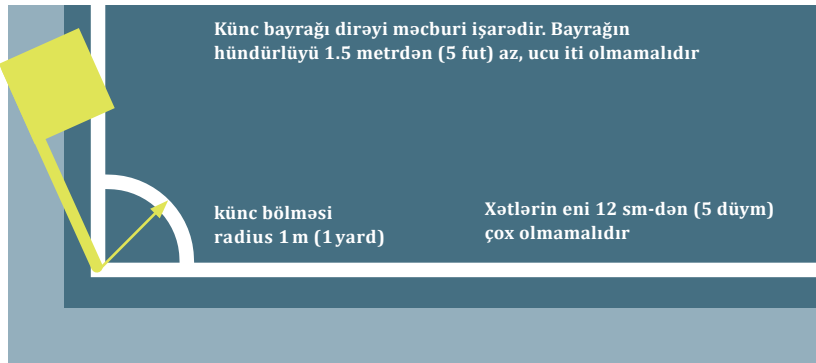 Künc bayrağı dirəyi məcburi işarədir. Bayrağın
hündürlüyü 1.5 metrdən (5 fut) az, ucu iti olmamalıdır
künc bölməsi
radius 1 m (1 yard)
Xətlərin eni 12 sm-dən (5 düym)
çox olmamalıdır